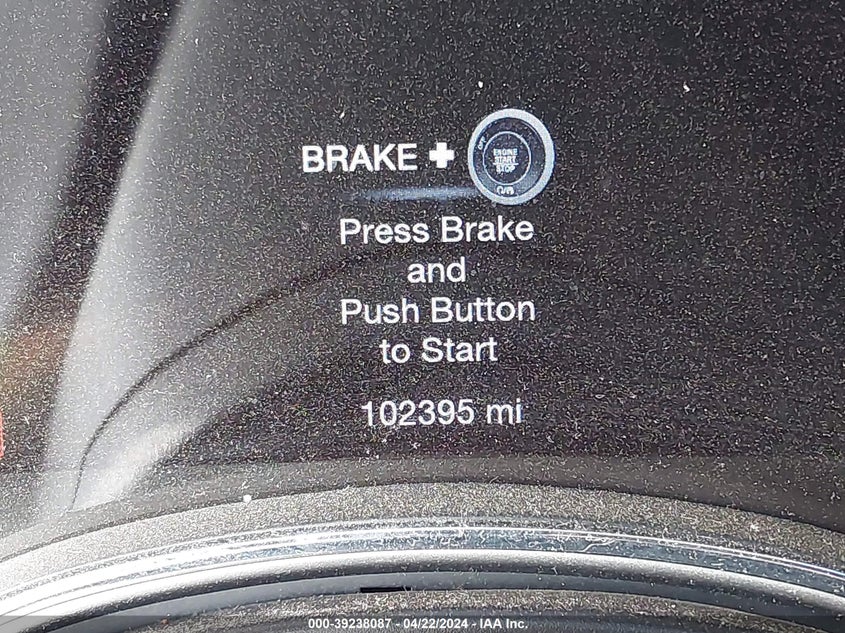 BRAKE +
OFF
ENGINE
START
STOP
Press Brake
and
Push Button
to Start
102395 mi
000-39238087 - 04/22/2024 - IAA Inc.